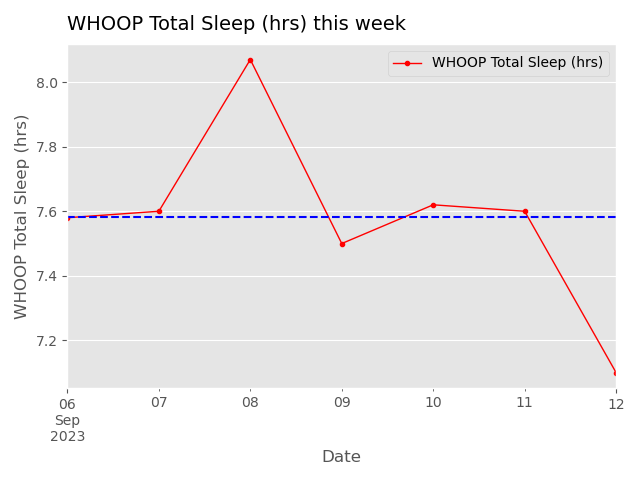 WHOOP Total Sleep (hrs) this week
WHOOP Total Sleep (hrs)
WHOOP Total Sleep (hrs)
8.0
7.8
7.6
7.4
7.2
06 07 08 09 10 11 12
Sep
2023
Date